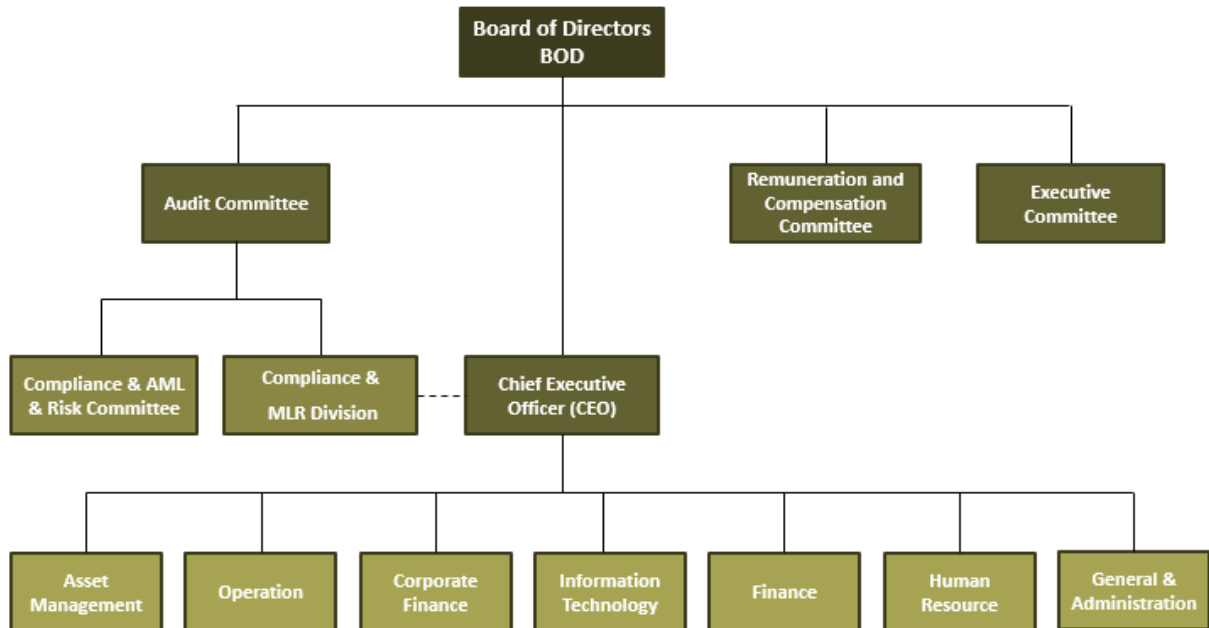 Board of Directors
BOD
Audit Committee
Remuneration and
Compensation
Committee
Executive
Committee
Compliance & AML
& Risk Committee
Compliance &
MLR Division
Chief Executive
Officer (CEO)
Asset
Management
Operation
Corporate
Finance
Information
Technology
Finance
Human
Resource
General &
Administration